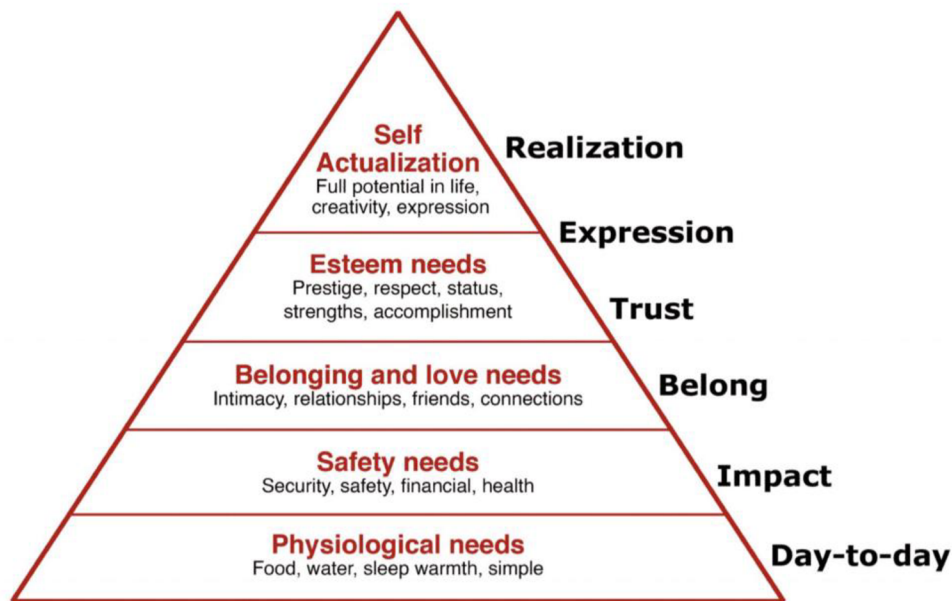 Self
Actualization
Full potential in life,
creativity, expression
Realization
Expression
Esteem needs
Prestige, respect, status,
strengths, accomplishment
Trust
Belonging and love needs
Intimacy, relationships, friends, connections
Belong
Safety needs
Security, safety, financial, health
Impact
Physiological needs
Food, water, sleep warmth, simple
Day-to-day